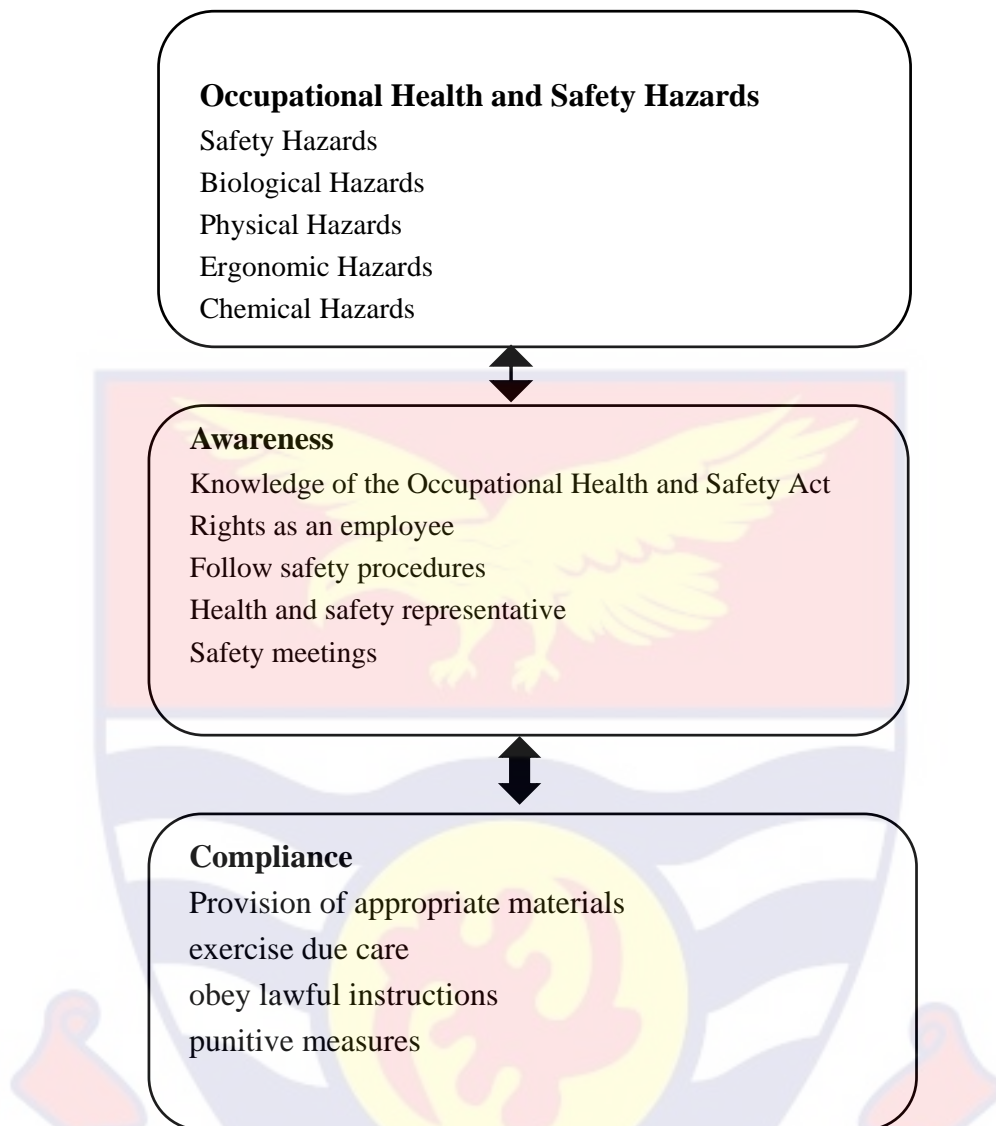 Occupational Health and Safety Hazards
Safety Hazards
Biological Hazards
Physical Hazards
Ergonomic Hazards
Chemical Hazards
Awareness
Knowledge of the Occupational Health and Safety Act
Rights as an employee
Follow safety procedures
Health and safety representative
Safety meetings
Compliance
Provision of appropriate materials
exercise due care
obey lawful instructions
punitive measures